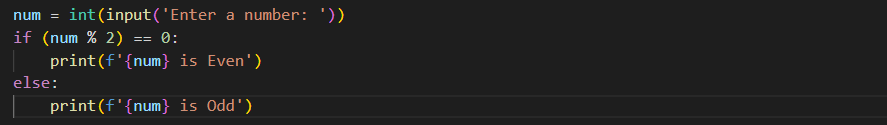 num = int(input('Enter a number: '))
if (num % 2) == 0:
    print(f'{num} is Even')
else:
    print(f'{num} is Odd')